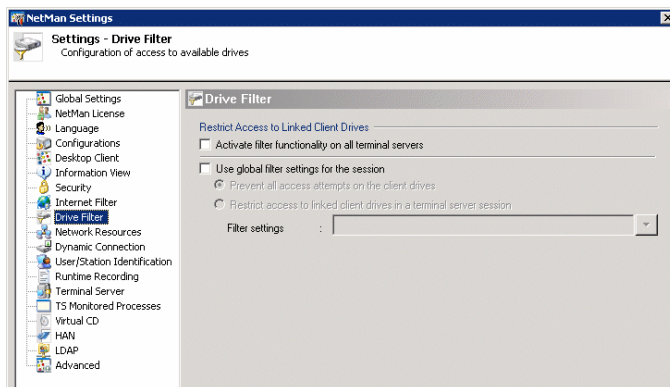 NetMan Settings
Settings - Drive Filter
Configuration of access to available drives
Global Settings
NetMan License
Language
Configurations
Desktop Client
Information View
Security
Internet Filter
Drive Filter
Network Resources
Dynamic Connection
User/Station Identification
Runtime Recording
Terminal Server
TS Monitored Processes
Virtual CD
HAN
LDAP
Advanced
Drive Filter
Restrict Access to Linked Client Drives
Activate filter functionality on all terminal servers
Use global filter settings for the session
Prevent all access attempts on the client drives
Restrict access to linked client drives in a terminal server session
Filter settings :